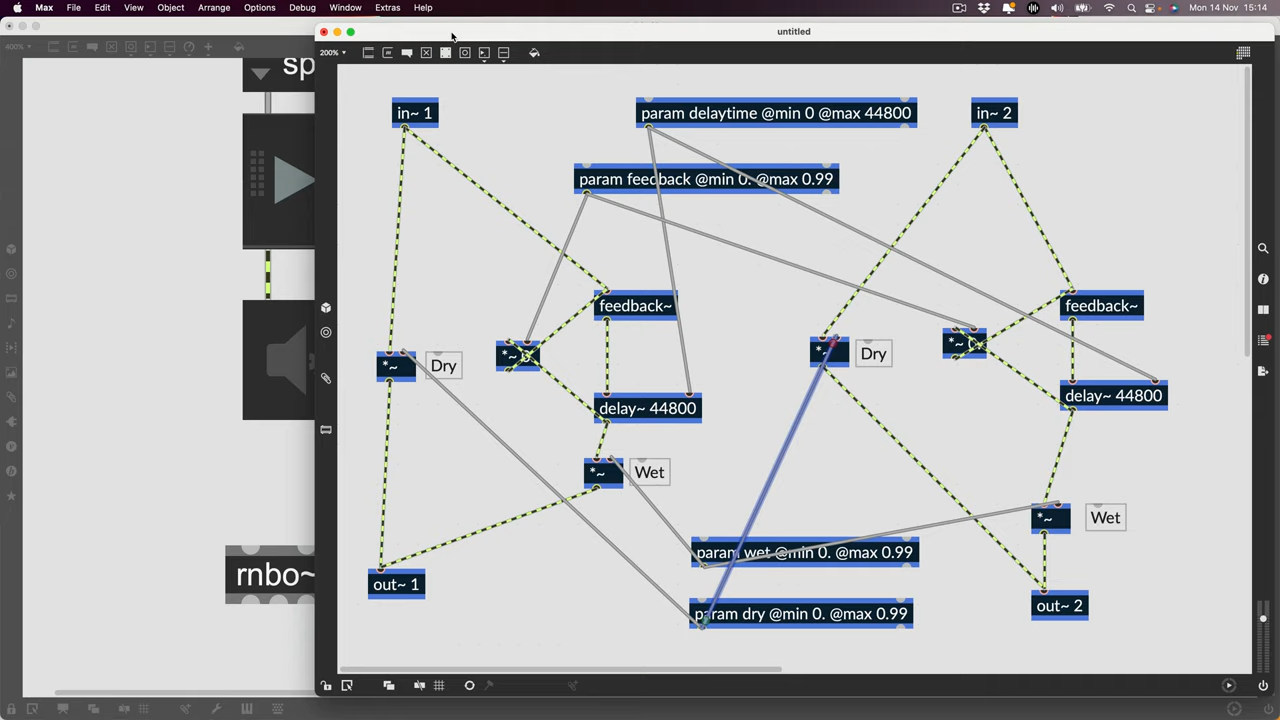 Max File Edit View Object Arrange Options Debug Window Extras Help
Mon 14 Nov 15:14
untitled
400%
200%
in~ 1
param delaytime @min 0 @max 44800
in~ 2
param feedback @min 0. @max 0.99
feedback~
feedback~
*~
Dry
*~
*~
Dry
*~
delay~ 44800
delay~ 44800
*~
Wet
*~
Wet
param wet @min 0. @max 0.99
param dry @min 0. @max 0.99
out~ 1
out~ 2
rnbo~